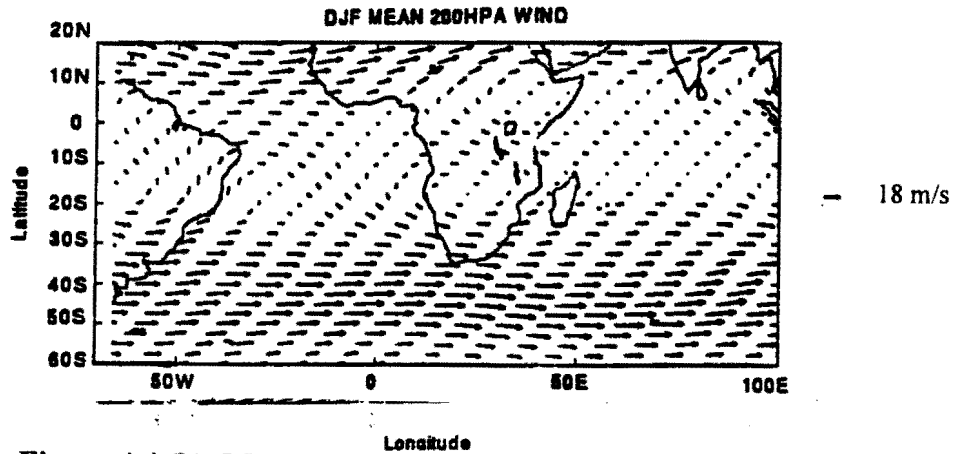 DJF MEAN 200HPA WIND
20N
10N
0
10S
20S
30S
40S
50S
60S
Latitude
50W
0
50E
100E
Longitude
18 m/s